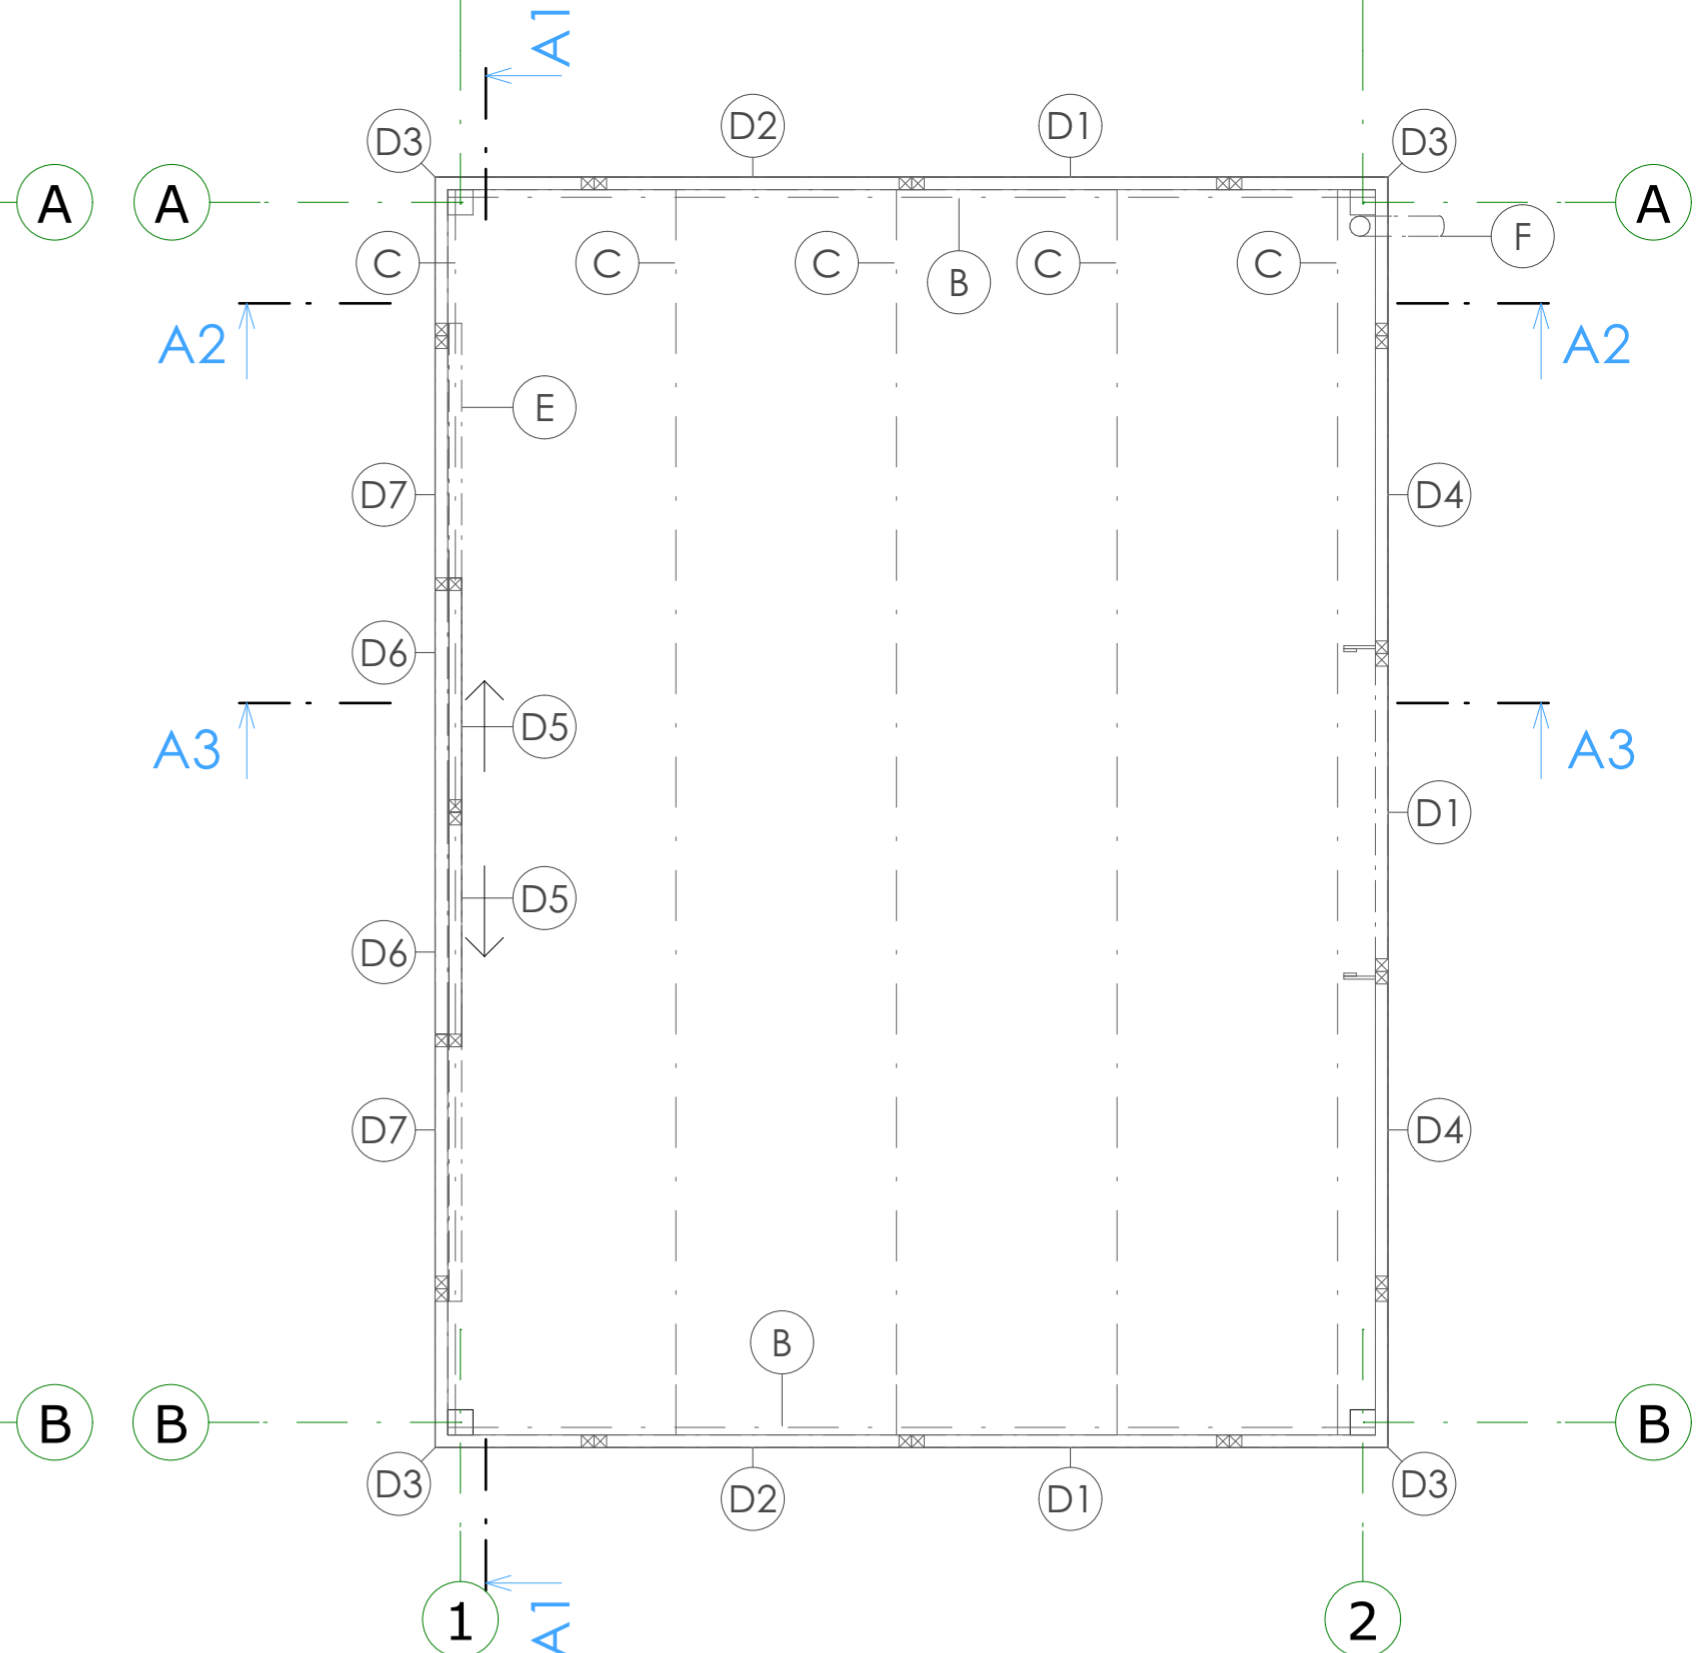 A1
D3 D2 D1 D3
A A A
C C C B C C F
A2 A2
E
D7 D4
D6
A3 D5 A3
D1
D5
D6
D7 D4
B
B B B
D3 D2 D1 D3
1 A1 2